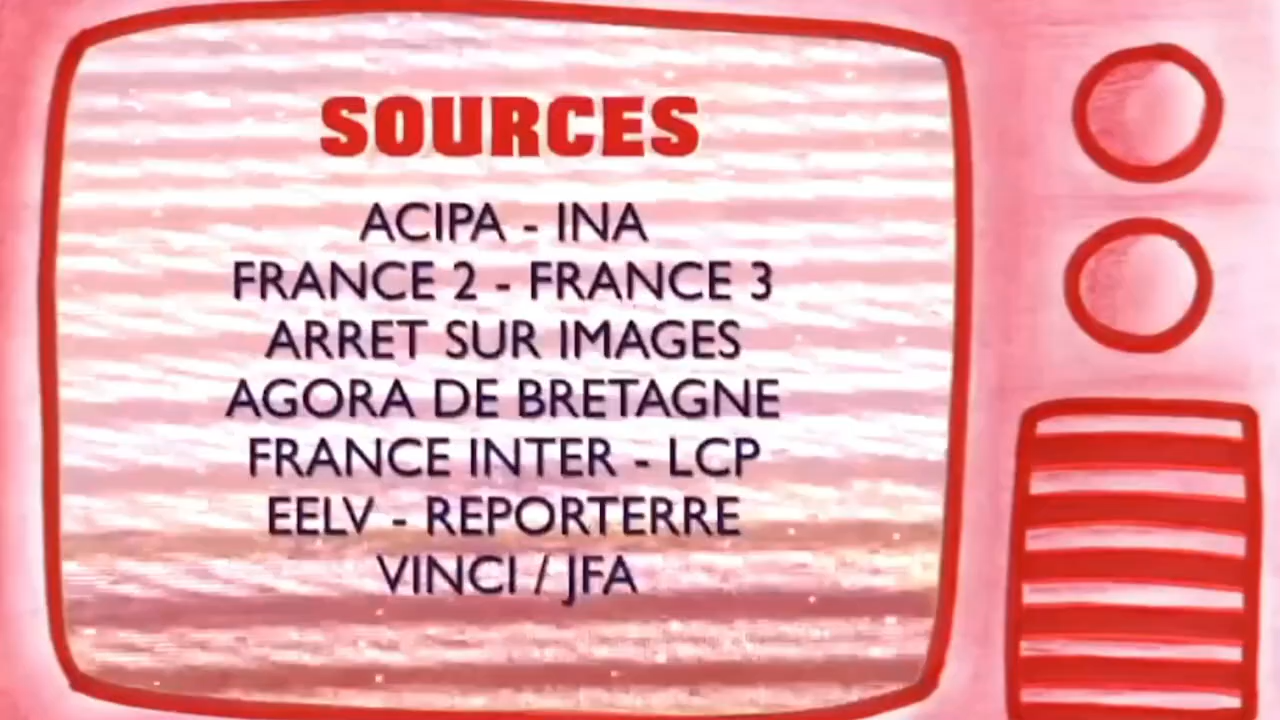 SOURCES
ACIPA - INA
FRANCE 2 - FRANCE 3
ARRET SUR IMAGES
AGORA DE BRETAGNE
FRANCE INTER - LCP
EELV - REPORTERRE
VINCI / JFA